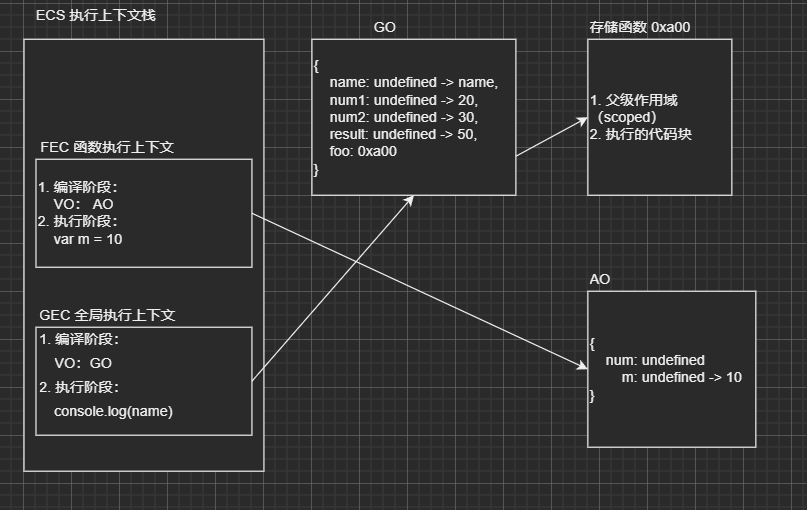 ECS 执行上下文栈
FEC 函数执行上下文
1. 编译阶段：
VO： AO
2. 执行阶段：
var m = 10
GEC 全局执行上下文
1. 编译阶段：
VO：GO
2. 执行阶段：
console.log(name)
GO
{
name: undefined -> name,
num1: undefined -> 20,
num2: undefined -> 30,
result: undefined -> 50,
foo: 0xa00
}
存储函数 0xa00
1. 父级作用域
（scoped）
2. 执行的代码块
AO
{
num: undefined
m: undefined -> 10
}